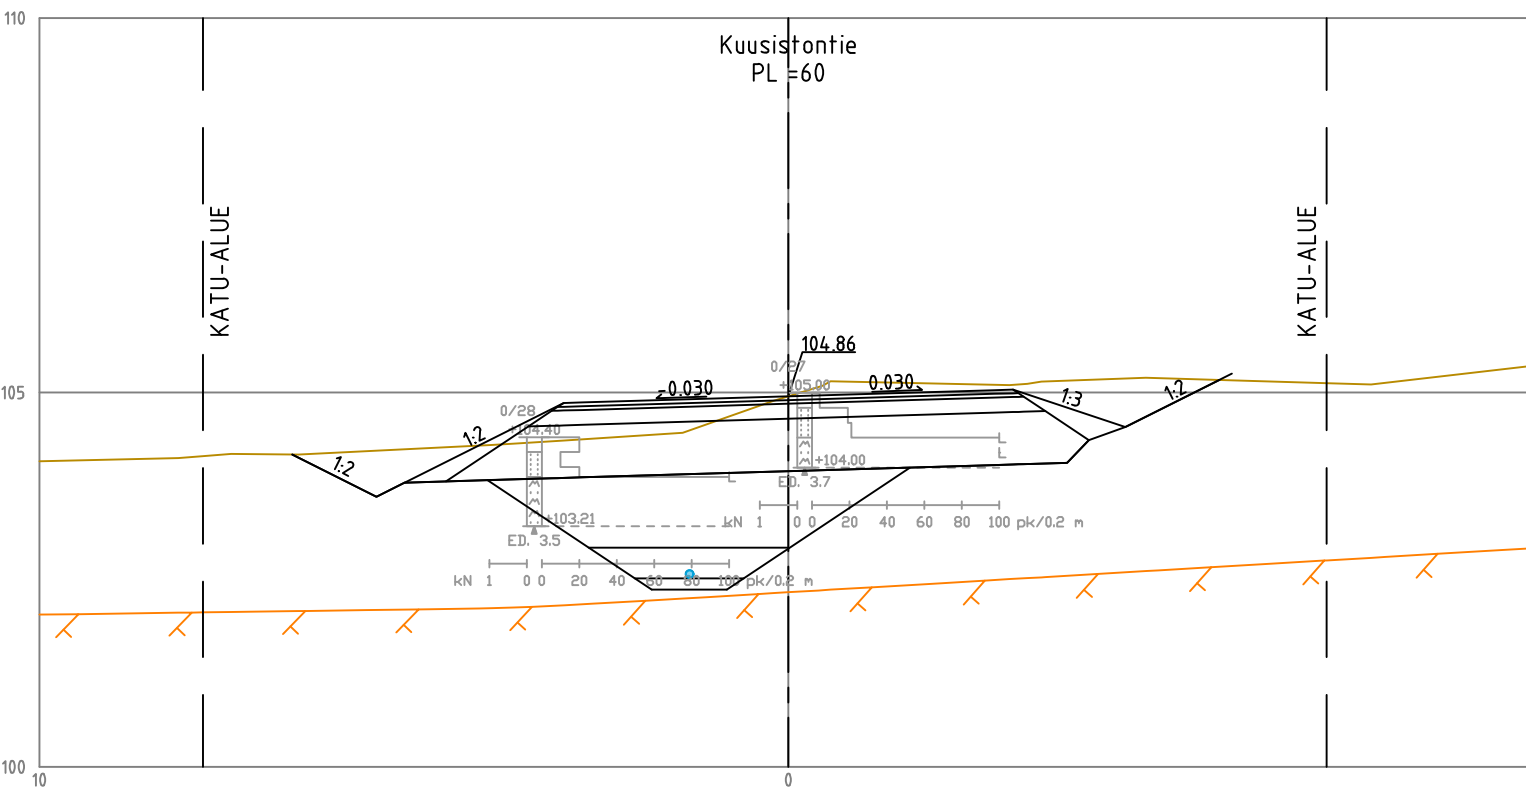 110
Kuusistontie
PL =60
KATU-ALUE
KATU-ALUE
104.86
0/27
+105.00
105
-0.030
0.030
1:3
1:2
0/28
+104.40
1:2
1:2
+104.00
ED. 3.7
+103.21
kN 1 0 0 20 40 60 80 100 pk/0.2 m
ED. 3.5
kN 1 0 0 20 40 60 80 100 pk/0.2 m
100
10
0